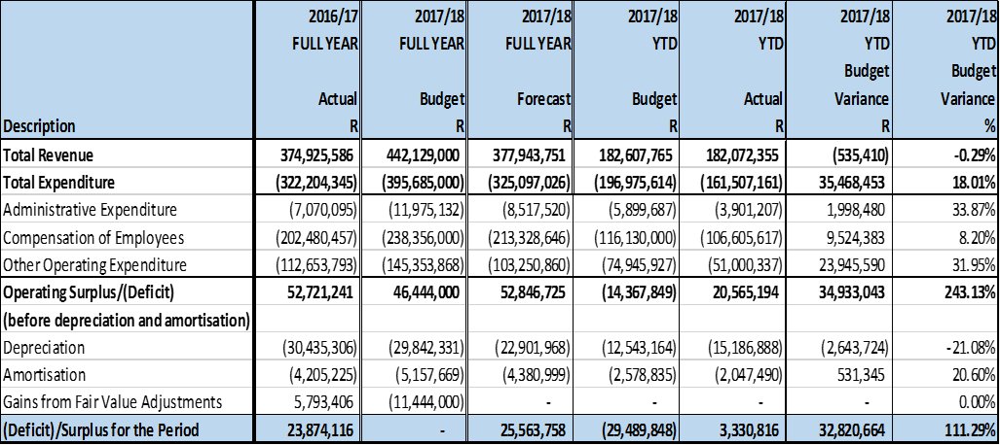 2016/17 2017/18 2017/18 2017/18 2017/18 2017/18 2017/18
FULL YEAR FULL YEAR FULL YEAR YTD YTD YTD YTD
Budget Budget
Actual Budget Forecast Budget Actual Variance Variance
Description R R R R R R %
Total Revenue 374,925,586 442,129,000 377,943,751 182,607,765 182,072,355 (535,410) -0.29%
Total Expenditure (322,204,345) (395,685,000) (325,097,026) (196,975,614) (161,507,161) 35,468,453 18.01%
Administrative Expenditure (7,070,095) (11,975,132) (8,517,520) (5,899,687) (3,901,207) 1,998,480 33.87%
Compensation of Employees (202,480,457) (238,356,000) (213,328,646) (116,130,000) (106,605,617) 9,524,383 8.20%
Other Operating Expenditure (112,653,793) (145,353,868) (103,250,860) (74,945,927) (51,000,337) 23,945,590 31.95%
Operating Surplus/(Deficit) 52,721,241 46,444,000 52,846,725 (14,367,849) 20,565,194 34,933,043 243.13%
(before depreciation and amortisation)
Depreciation (30,435,306) (29,842,331) (22,901,968) (12,543,164) (15,186,888) (2,643,724) -21.08%
Amortisation (4,205,225) (5,157,669) (4,380,999) (2,578,835) (2,047,490) 531,345 20.60%
Gains from Fair Value Adjustments 5,793,406 (11,444,000) - - - - 0.00%
(Deficit)/Surplus for the Period 23,874,116 - 25,563,758 (29,489,848) 3,330,816 32,820,664 111.29%